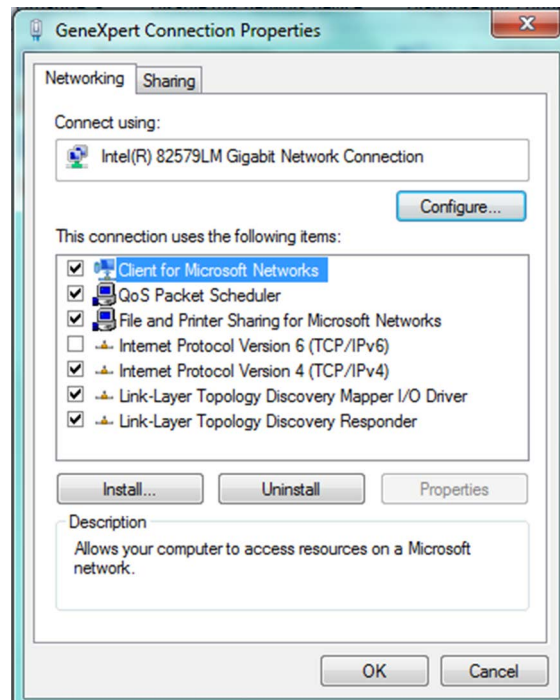 GeneXpert Connection Properties
Networking
Sharing
Connect using:
Intel(R) 82579LM Gigabit Network Connection
Configure...
This connection uses the following items:
Client for Microsoft Networks
QoS Packet Scheduler
File and Printer Sharing for Microsoft Networks
Internet Protocol Version 6 (TCP/IPv6)
Internet Protocol Version 4 (TCP/IPv4)
Link-Layer Topology Discovery Mapper I/O Driver
Link-Layer Topology Discovery Responder
Install...
Uninstall
Properties
Description
Allows your computer to access resources on a Microsoft
network.
OK
Cancel